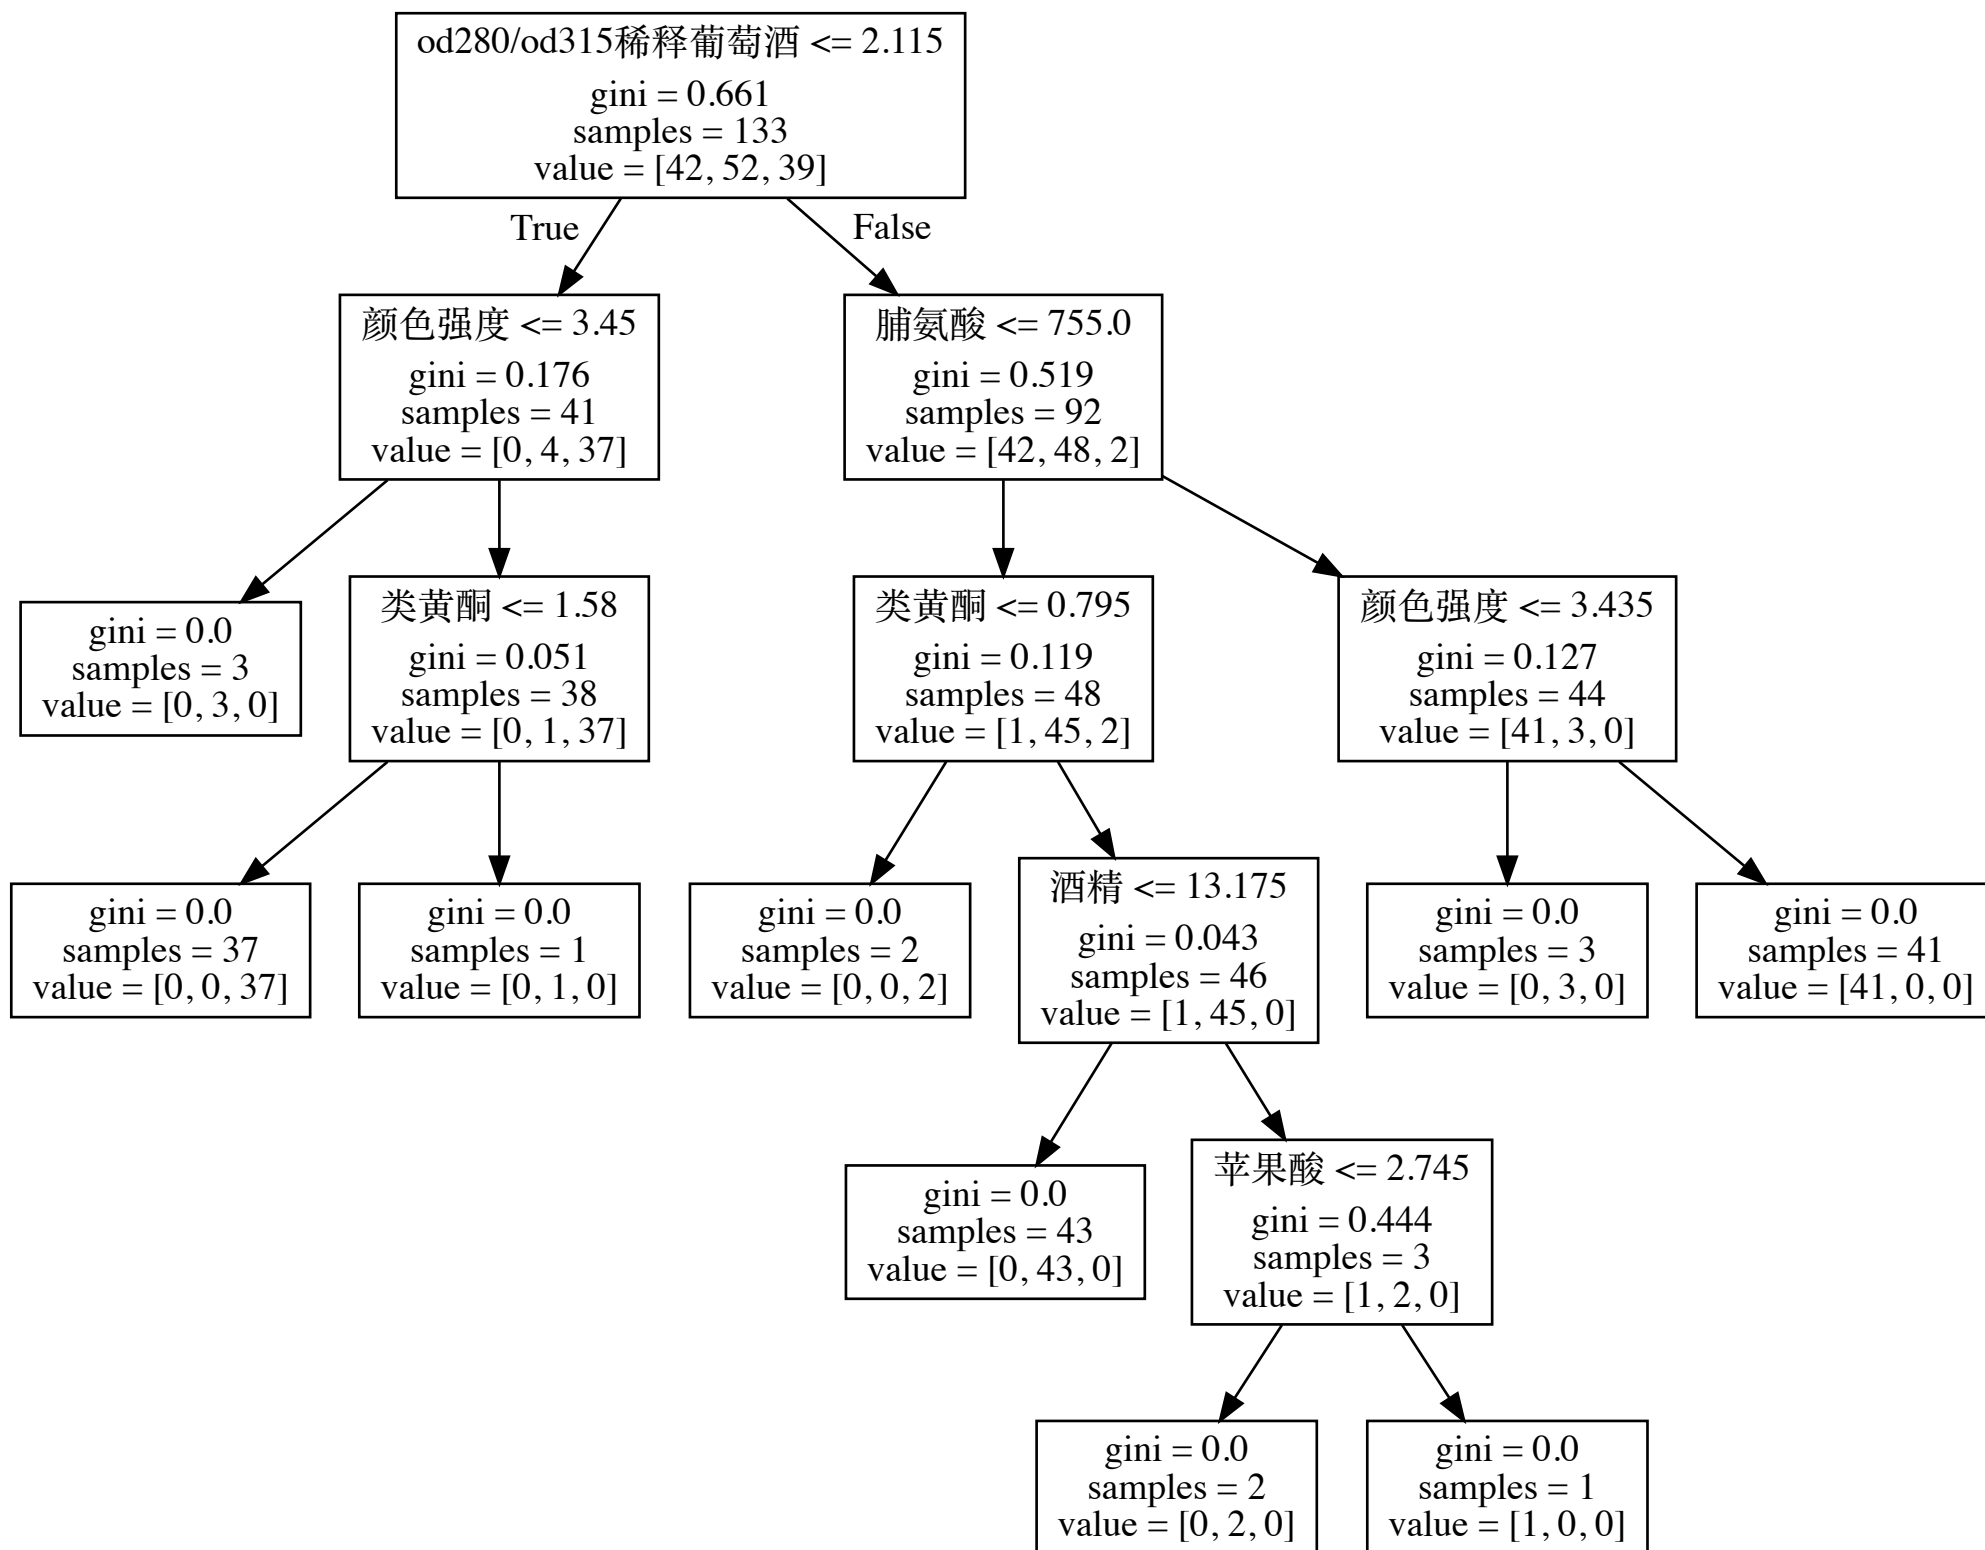 od280/od315稀释葡萄酒 <= 2.115
gini = 0.661
samples = 133
value = [42, 52, 39]
True
False
颜色强度 <= 3.45
gini = 0.176
samples = 41
value = [0, 4, 37]
脯氨酸 <= 755.0
gini = 0.519
samples = 92
value = [42, 48, 2]
gini = 0.0
samples = 3
value = [0, 3, 0]
类黄酮 <= 1.58
gini = 0.051
samples = 38
value = [0, 1, 37]
类黄酮 <= 0.795
gini = 0.119
samples = 48
value = [1, 45, 2]
颜色强度 <= 3.435
gini = 0.127
samples = 44
value = [41, 3, 0]
gini = 0.0
samples = 37
value = [0, 0, 37]
gini = 0.0
samples = 1
value = [0, 1, 0]
gini = 0.0
samples = 2
value = [0, 0, 2]
酒精 <= 13.175
gini = 0.043
samples = 46
value = [1, 45, 0]
gini = 0.0
samples = 3
value = [0, 3, 0]
gini = 0.0
samples = 41
value = [41, 0, 0]
gini = 0.0
samples = 43
value = [0, 43, 0]
苹果酸 <= 2.745
gini = 0.444
samples = 3
value = [1, 2, 0]
gini = 0.0
samples = 2
value = [0, 2, 0]
gini = 0.0
samples = 1
value = [1, 0, 0]